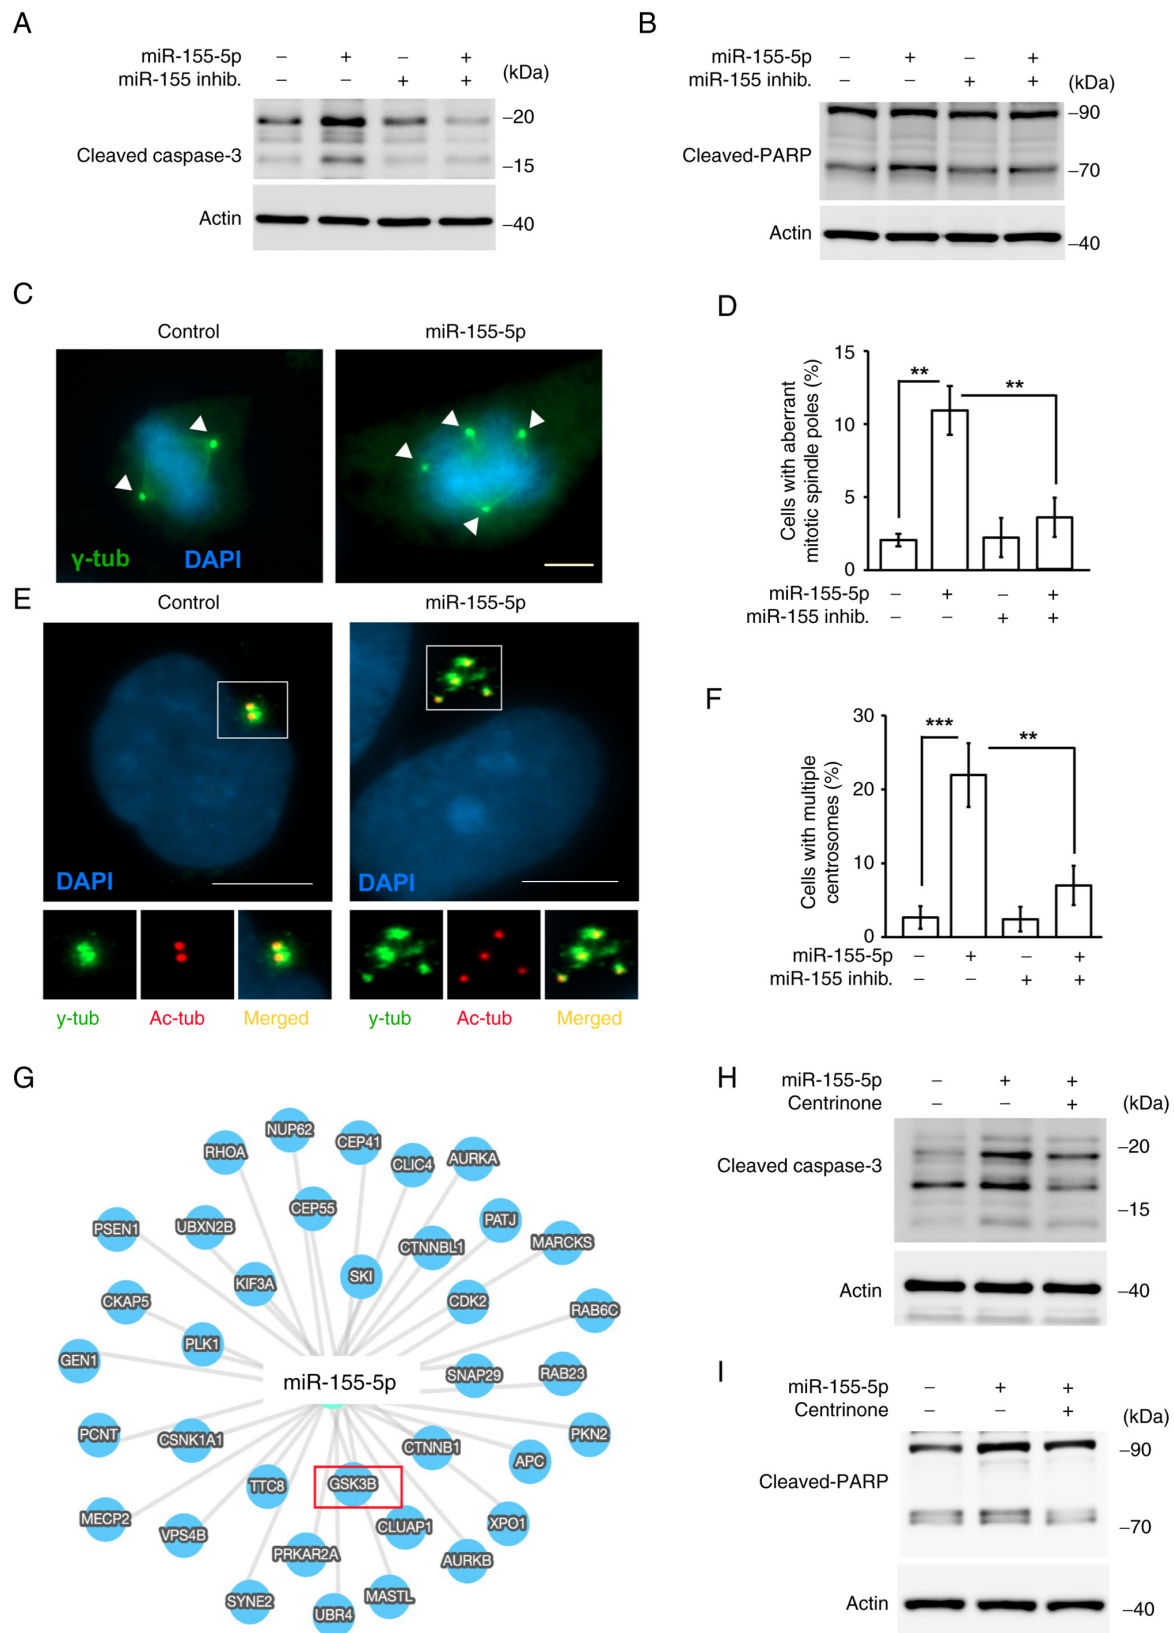 A
miR-155-5p – + – +
miR-155 inhib. – – + +
(kDa)
–20
Cleaved caspase-3
–15
Actin
–40
B
miR-155-5p – + – +
miR-155 inhib. – – + +
(kDa)
–90
Cleaved-PARP
–70
Actin
–40
C
Control
miR-155-5p
γ-tub
DAPI
D
Cells with aberrant
mitotic spindle poles (%)
15
10
5
0
**
**
miR-155-5p – + – +
miR-155 inhib. – – + +
E
Control
miR-155-5p
DAPI
DAPI
γ-tub Ac-tub Merged
γ-tub Ac-tub Merged
F
Cells with multiple
centrosomes (%)
30
20
10
0
***
**
miR-155-5p – + – +
miR-155 inhib. – – + +
G
NUP62
RHOA
CEP41
CLIC4
AURKA
CEP55
PSEN1
UBXN2B
PATJ
CTNNBL1
MARCKS
KIF3A
SKI
CKAP5
CDK2
RAB6C
PLK1
GEN1
miR-155-5p
SNAP29
RAB23
PCNT
CSNK1A1
CTNNB1
PKN2
APC
TTC8
GSK3B
MECP2
VPS4B
CLUAP1
XPO1
PRKAR2A
AURKB
SYNE2
UBR4
MASTL
H
miR-155-5p – + +
Centrinone – – +
(kDa)
–20
Cleaved caspase-3
–15
Actin
–40
I
miR-155-5p – + +
Centrinone – – +
(kDa)
–90
Cleaved-PARP
–70
Actin
–40